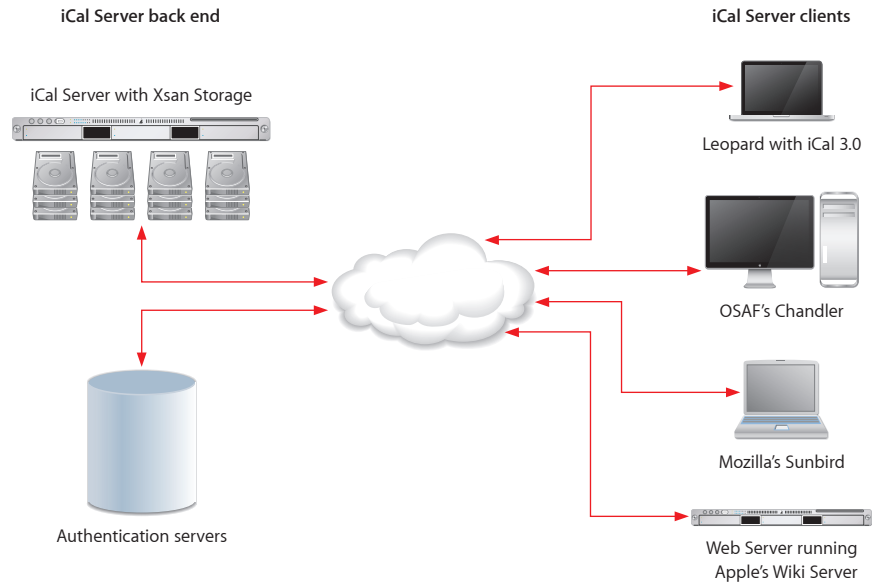 iCal Server back end
iCal Server clients
iCal Server with Xsan Storage
Leopard with iCal 3.0
OSAF's Chandler
Mozilla's Sunbird
Authentication servers
Web Server running
Apple's Wiki Server